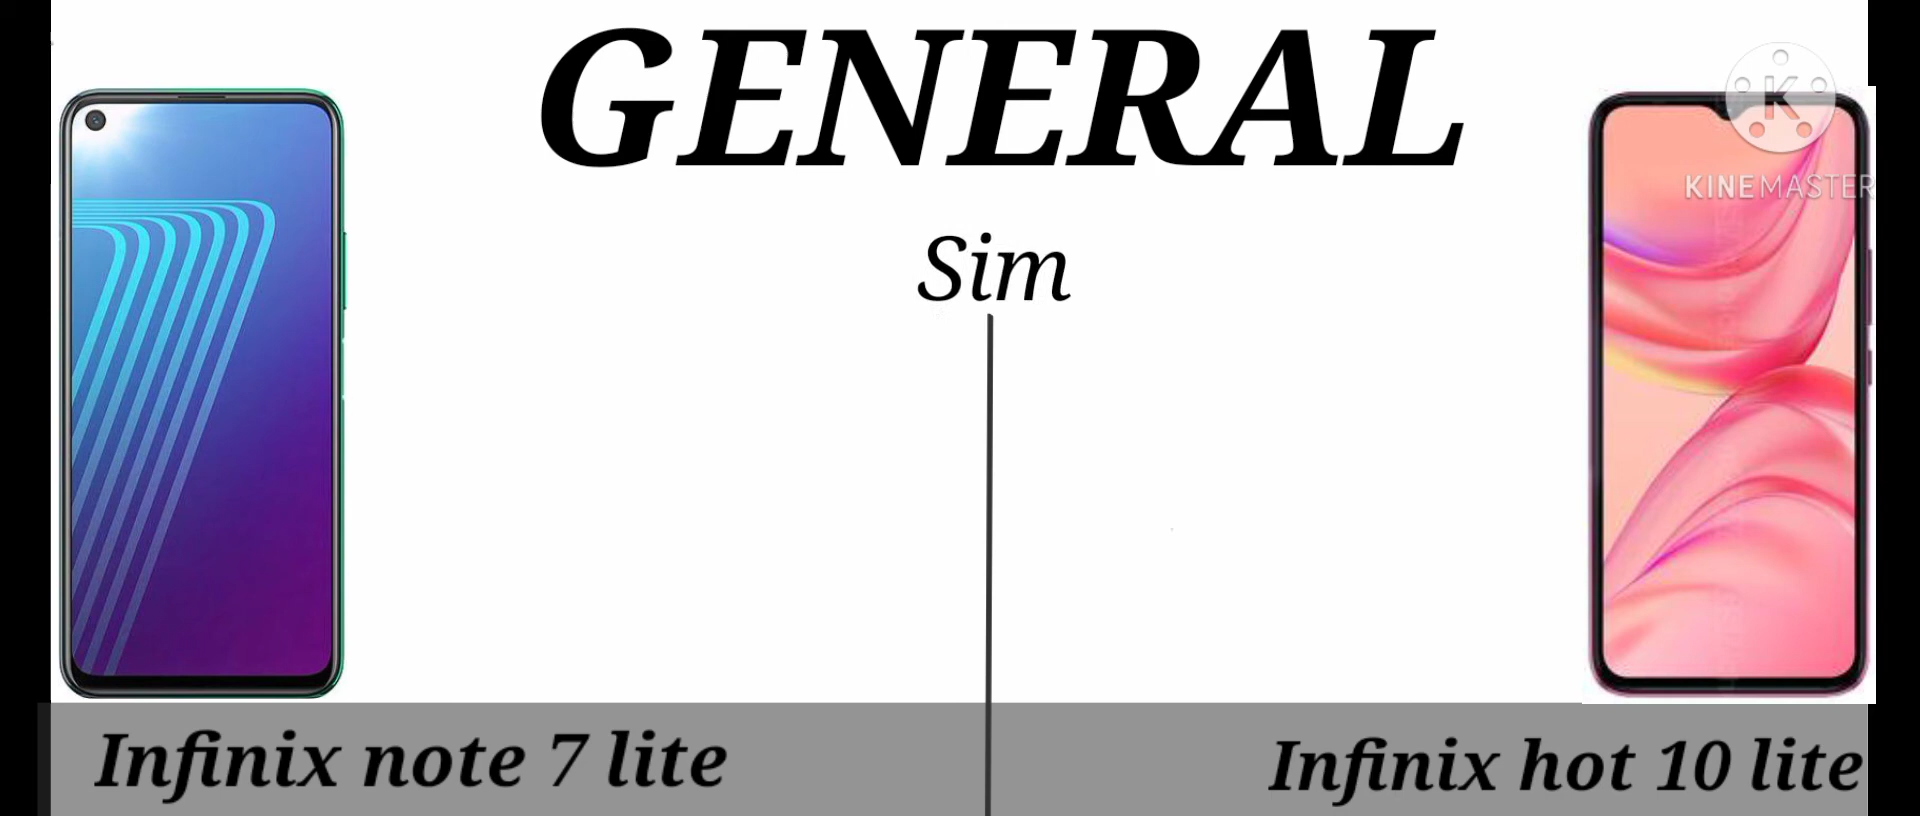 GENERAL
K
KINEMASTER
Sim
Infinix note 7 lite
Infinix hot 10 lite